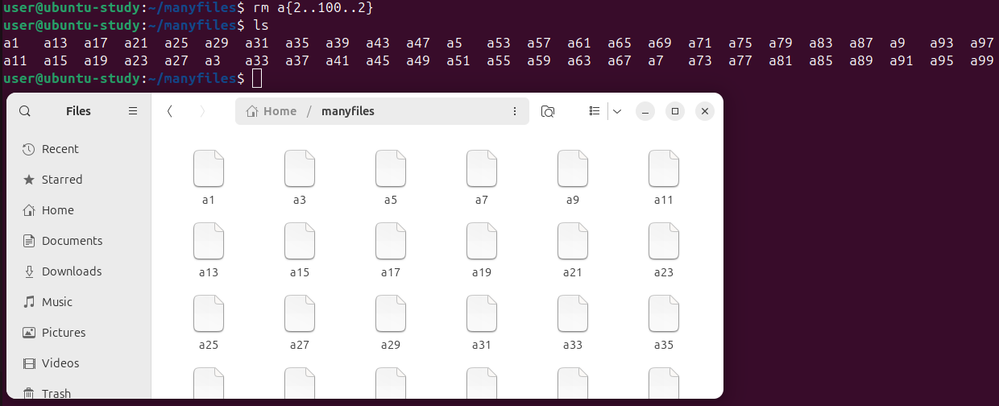 user@ubuntu-study:~/manyfiles$ rm a{2..100..2}
user@ubuntu-study:~/manyfiles$ ls
a1 a13 a17 a21 a25 a29 a31 a35 a39 a43 a47 a5 a53 a57 a61 a65 a69 a71 a75 a79 a83 a87 a9 a93 a97
a11 a15 a19 a23 a27 a3 a33 a37 a41 a45 a49 a51 a55 a59 a63 a67 a7 a73 a77 a81 a85 a89 a91 a95 a99
user@ubuntu-study:~/manyfiles$
Files
Home / manyfiles
Recent
Starred
Home
Documents
Downloads
Music
Pictures
Videos
Trash
a1 a3 a5 a7 a9 a11
a13 a15 a17 a19 a21 a23
a25 a27 a29 a31 a33 a35